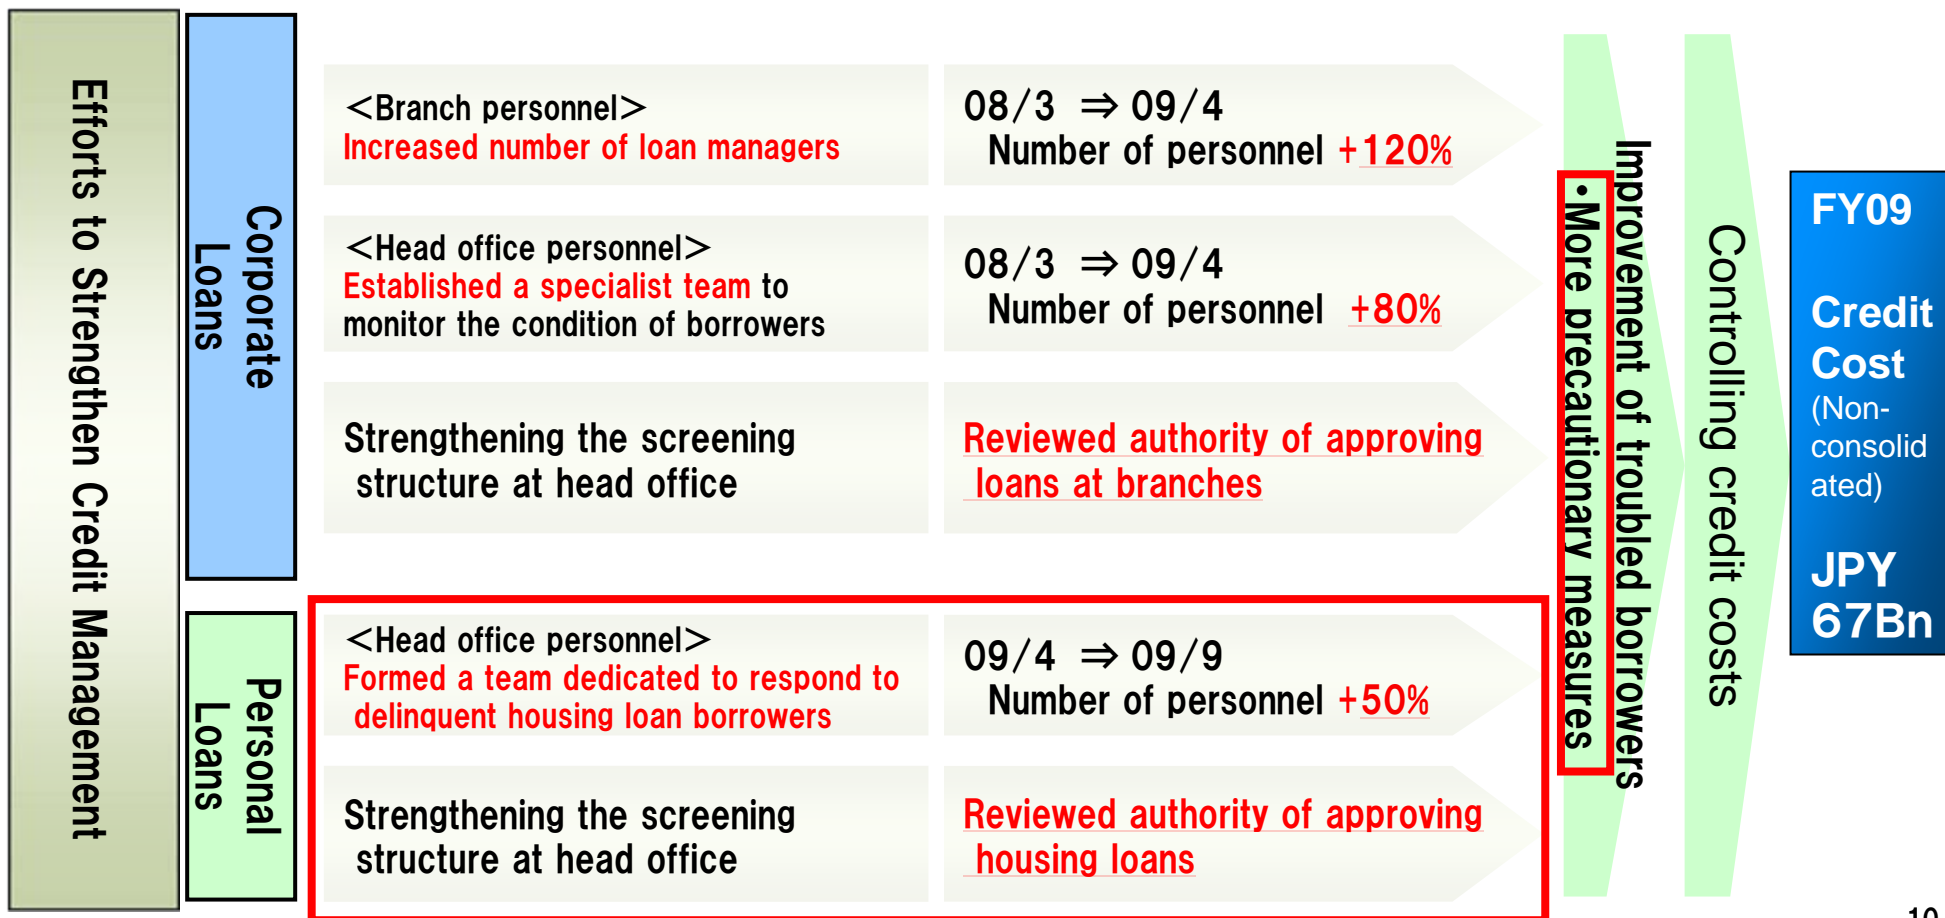 Efforts to Strengthen Credit Management
Corporate
Loans
<Branch personnel>
Increased number of loan managers
08/3 ⇒ 09/4
Number of personnel +120%
<Head office personnel>
Established a specialist team to
monitor the condition of borrowers
08/3 ⇒ 09/4
Number of personnel +80%
Strengthening the screening
structure at head office
Reviewed authority of approving
loans at branches
Personal
Loans
<Head office personnel>
Formed a team dedicated to respond to
delinquent housing loan borrowers
09/4 ⇒ 09/9
Number of personnel +50%
Strengthening the screening
structure at head office
Reviewed authority of approving
housing loans
Improvement of troubled borrowers
・More precautionary measures
Controlling credit costs
FY09
Credit
Cost
(Non-
consolid
ated)
JPY
67Bn
10